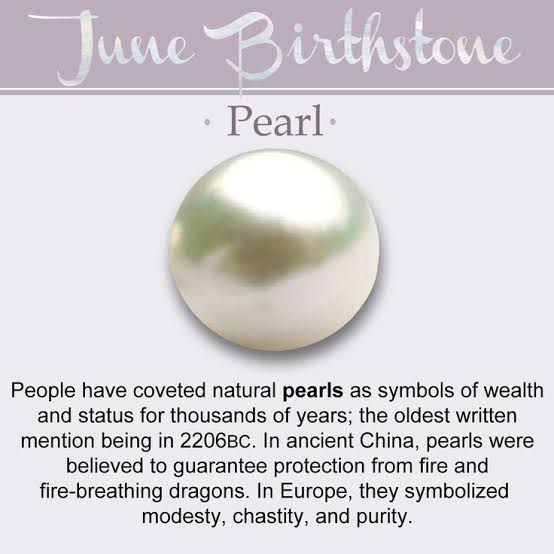 June Birthstone
· Pearl ·
People have coveted natural pearls as symbols of wealth
and status for thousands of years; the oldest written
mention being in 2206BC. In ancient China, pearls were
believed to guarantee protection from fire and
fire-breathing dragons. In Europe, they symbolized
modesty, chastity, and purity.